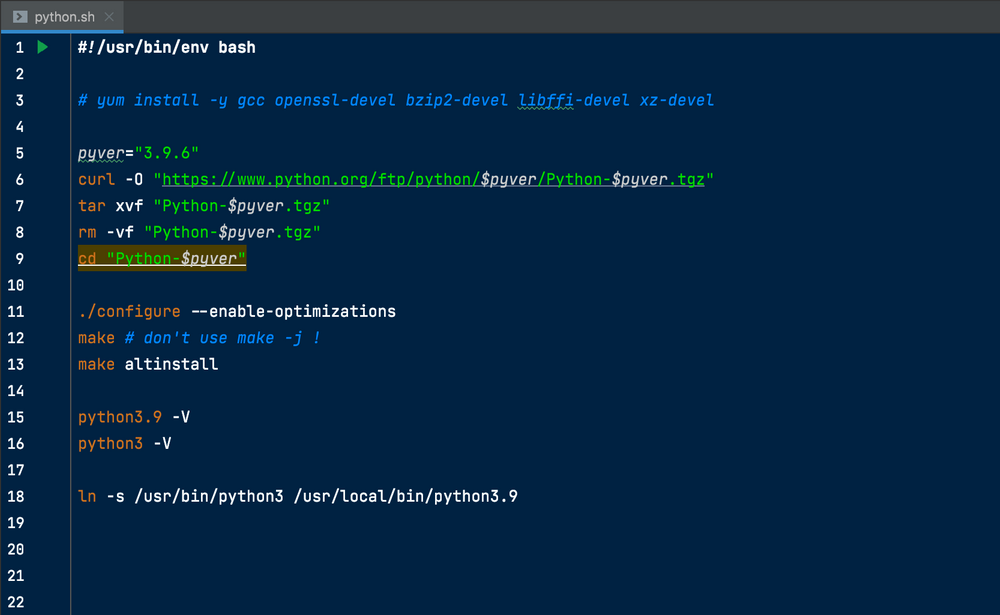 python.sh
1 #!/usr/bin/env bash
2
3 # yum install -y gcc openssl-devel bzip2-devel libffi-devel xz-devel
4
5 pyver="3.9.6"
6 curl -O "https://www.python.org/ftp/python/$pyver/Python-$pyver.tgz"
7 tar xvf "Python-$pyver.tgz"
8 rm -vf "Python-$pyver.tgz"
9 cd "Python-$pyver"
10
11 ./configure --enable-optimizations
12 make # don't use make -j !
13 make altinstall
14
15 python3.9 -V
16 python3 -V
17
18 ln -s /usr/bin/python3 /usr/local/bin/python3.9
19
20
21
22